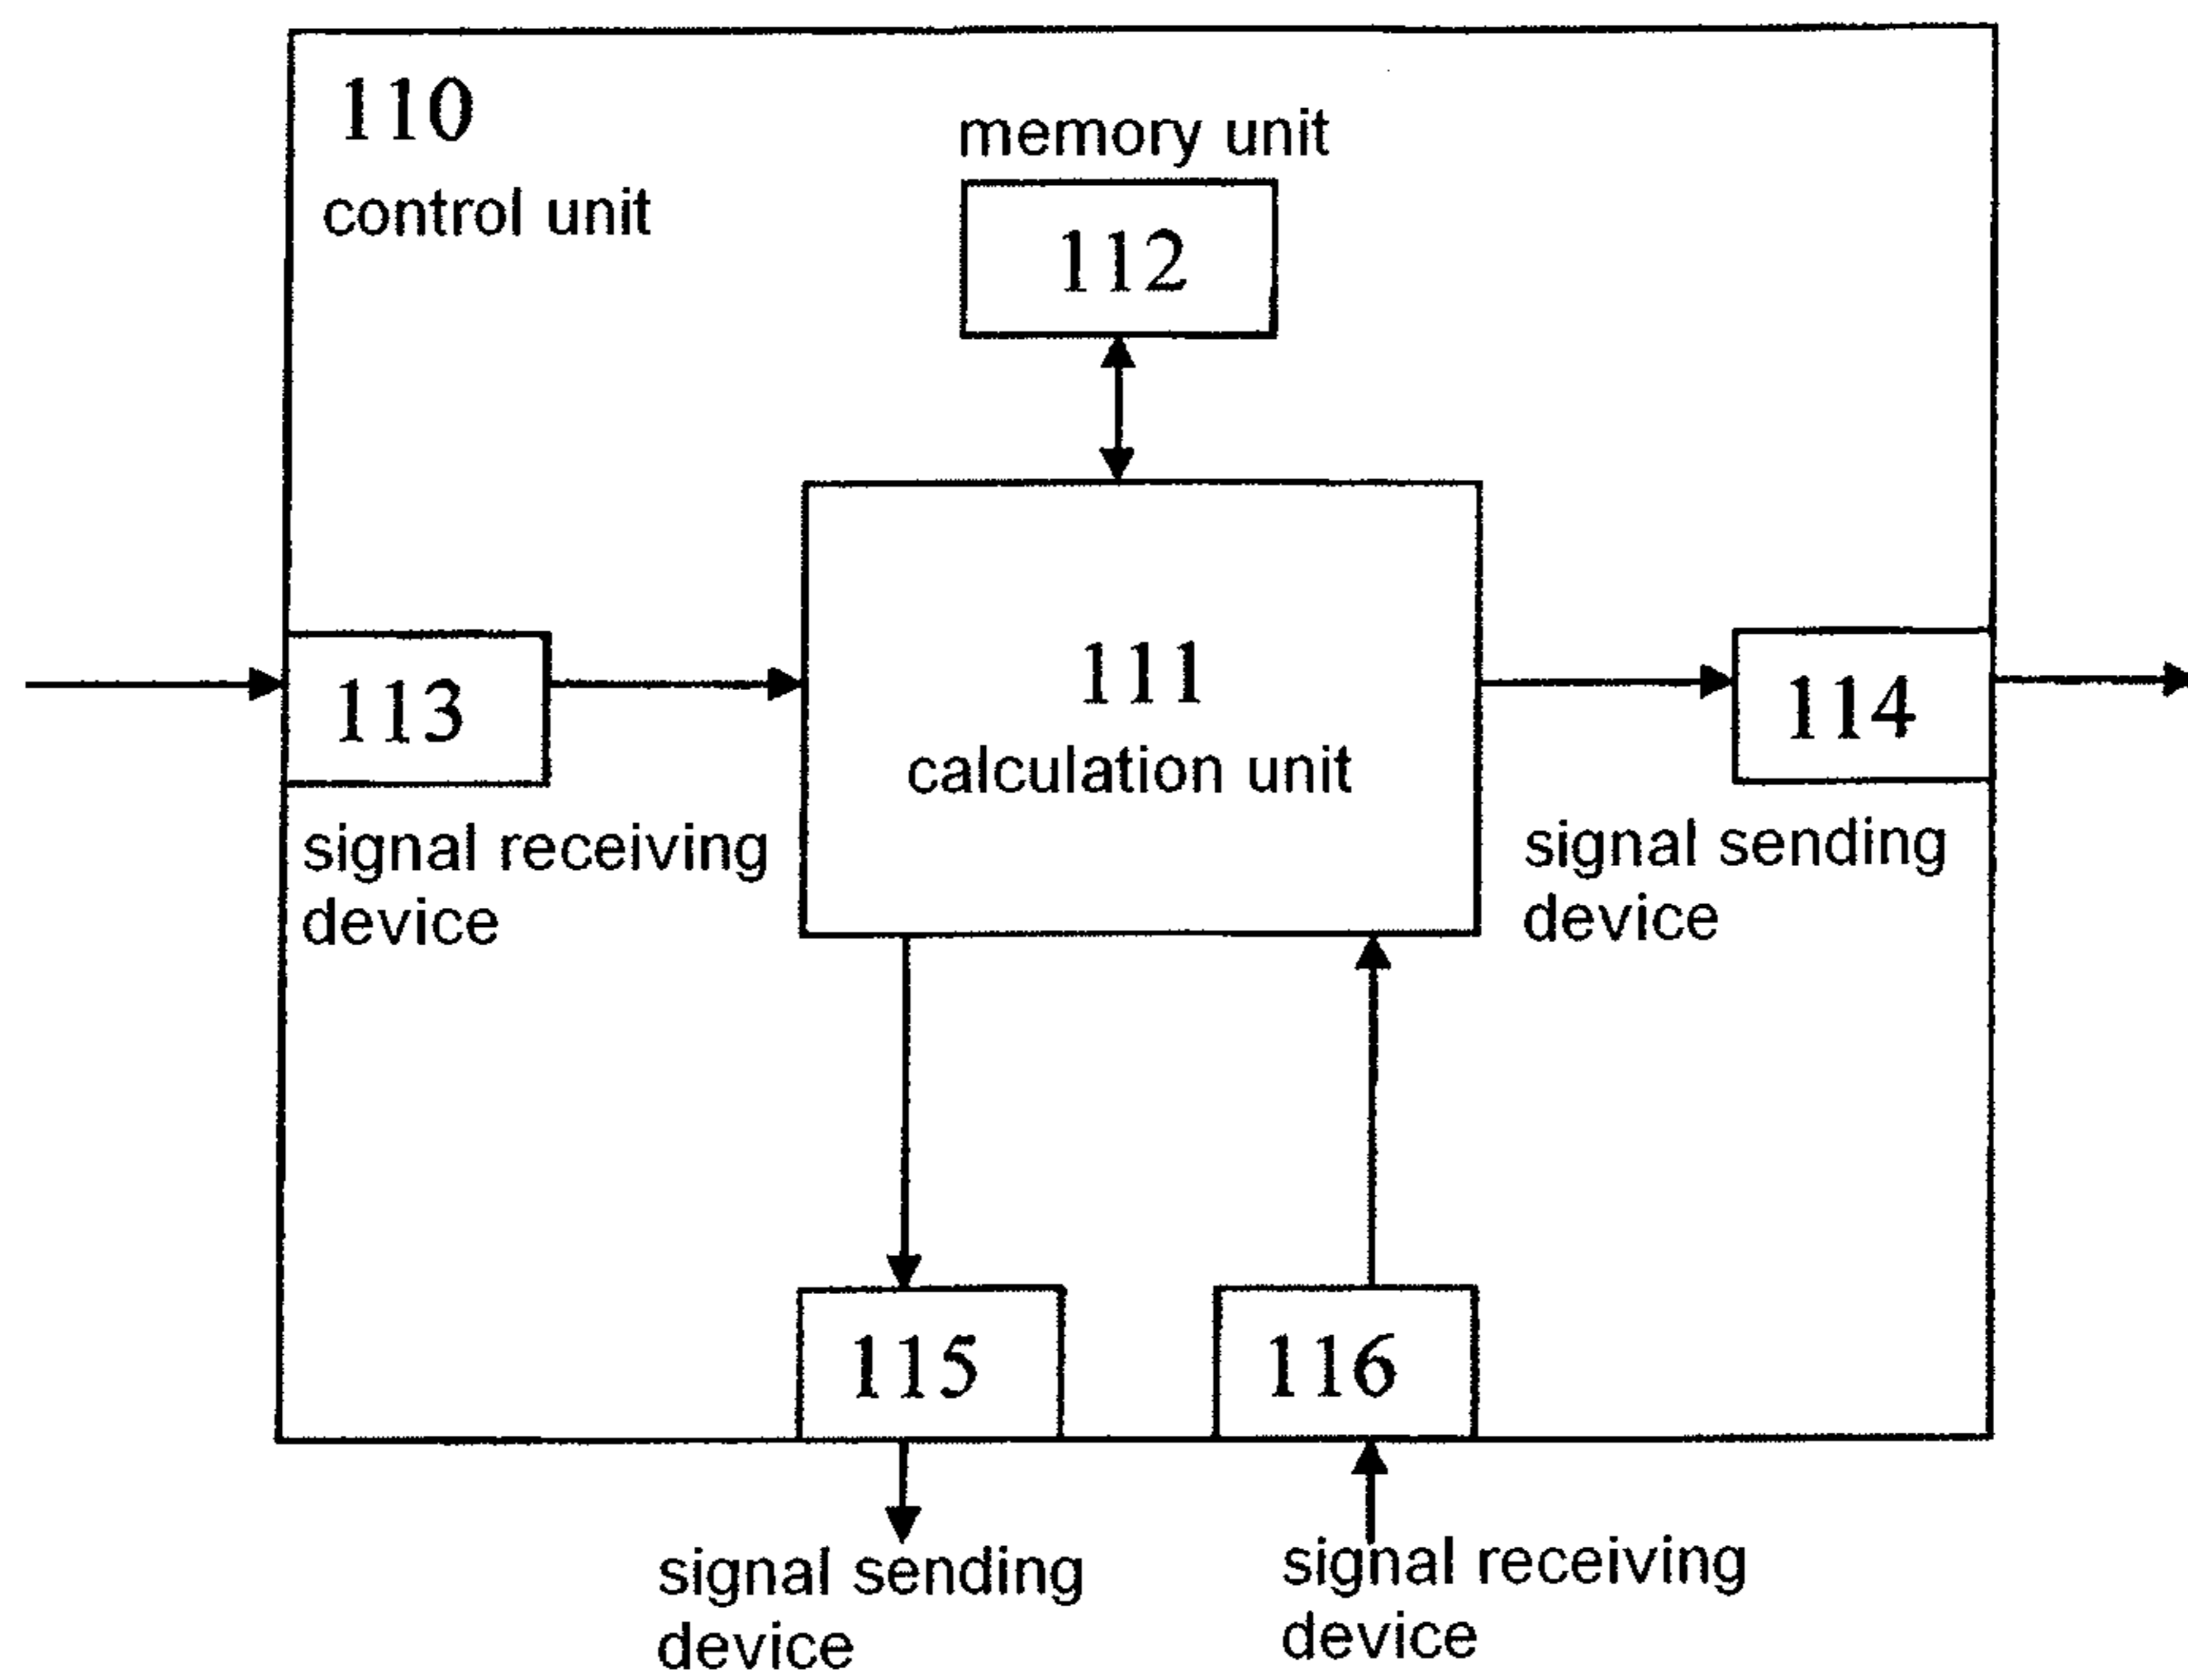 110
control unit
memory unit
112
111
calculation unit
113
signal receiving
device
114
signal sending
device
115
116
signal sending
device
signal receiving
device